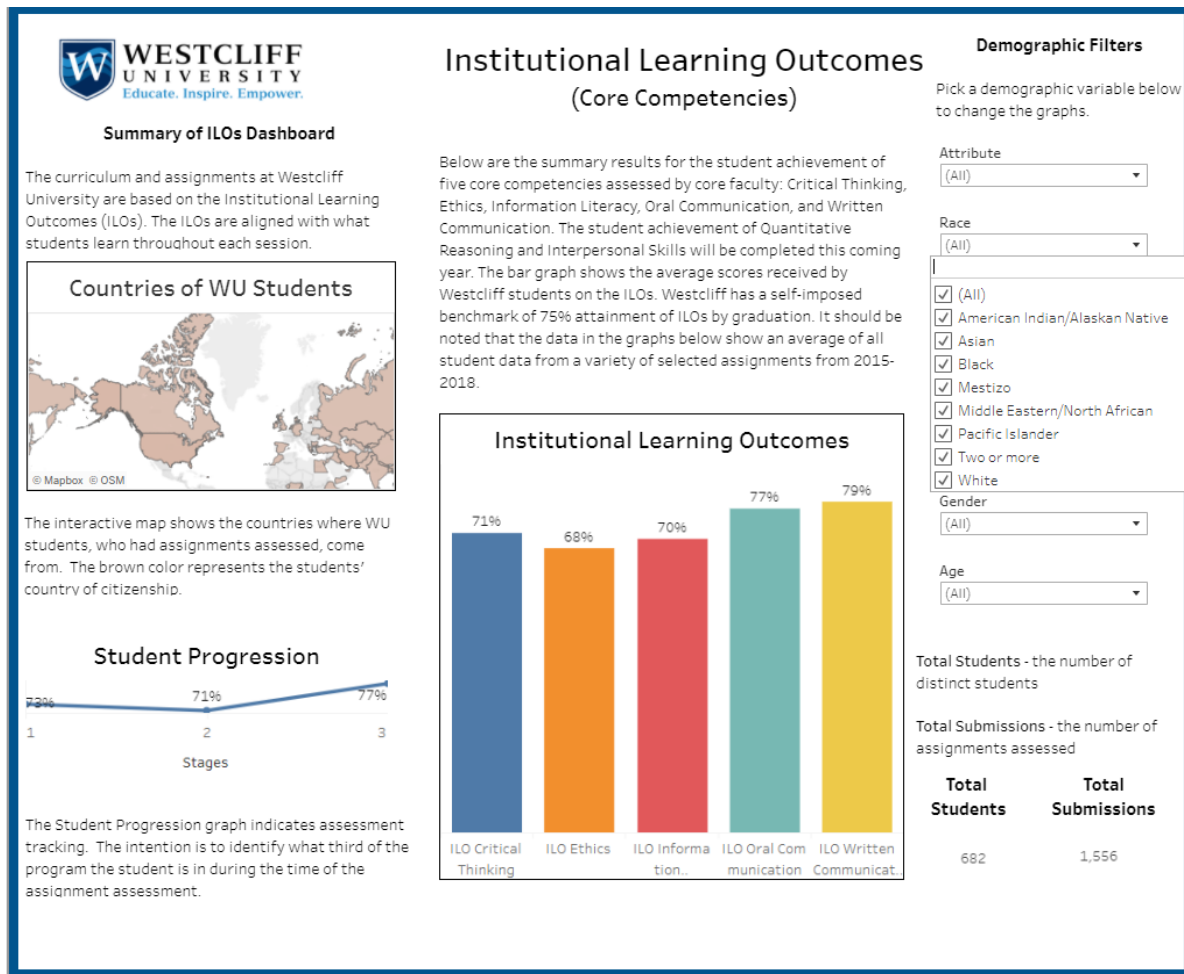 WESTCLIFF
UNIVERSITY
Educate. Inspire. Empower.
Summary of ILOs Dashboard
The curriculum and assignments at Westcliff
University are based on the Institutional Learning
Outcomes (ILOs). The ILOs are aligned with what
students learn throughout each session.
Countries of WU Students
© Mapbox © OSM
The interactive map shows the countries where WU
students, who had assignments assessed, come
from. The brown color represents the students'
country of citizenship.
Student Progression
73%
71%
77%
1
2
3
Stages
The Student Progression graph indicates assessment
tracking. The intention is to identify what third of the
program the student is in during the time of the
assignment assessment.
Institutional Learning Outcomes
(Core Competencies)
Below are the summary results for the student achievement of
five core competencies assessed by core faculty: Critical Thinking,
Ethics, Information Literacy, Oral Communication, and Written
Communication. The student achievement of Quantitative
Reasoning and Interpersonal Skills will be completed this coming
year. The bar graph shows the average scores received by
Westcliff students on the ILOs. Westcliff has a self-imposed
benchmark of 75% attainment of ILOs by graduation. It should be
noted that the data in the graphs below show an average of all
student data from a variety of selected assignments from 2015-
2018.
Institutional Learning Outcomes
71%
68%
70%
77%
79%
ILO Critical
Thinking
ILO Ethics
ILO Informa
tion..
ILO Oral Com
munication
ILO Written
Communicat..
Demographic Filters
Pick a demographic variable below
to change the graphs.
Attribute
(All)
Race
(All)
(All)
American Indian/Alaskan Native
Asian
Black
Mestizo
Middle Eastern/North African
Pacific Islander
Two or more
White
Gender
(All)
Age
(All)
Total Students - the number of
distinct students
Total Submissions - the number of
assignments assessed
Total
Students
Total
Submissions
682
1,556